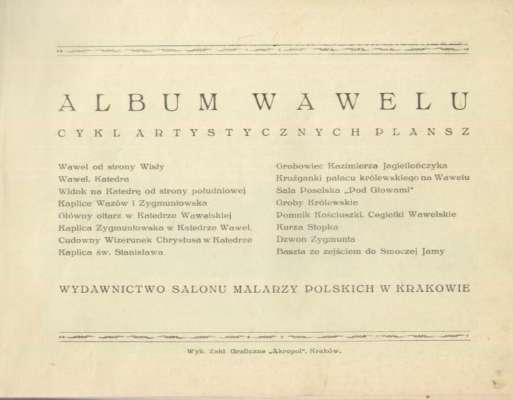 ALBUM WAWELU
CYKL ARTYSTYCZNYCH PLANSZ
Wawel od strony Wisły
Wawel. Katedra
Widok na Katedrę od strony południowej
Kaplice Wazów i Zygmuntowska
Główny ołtarz w Katedrze Wawelskiej
Kaplica Zygmuntowska w Katedrze Wawel.
Cudowny Wizerunek Chrystusa w Katedrze
Kaplica św. Stanisława
Grobowiec Kazimierza Jagiellończyka
Krużganki pałacu królewskiego na Wawelu
Sala Poselska „Pod Głowami"
Groby Królewskie
Pomnik Kościuszki. Cegiełki Wawelskie
Kurza Stopka
Dzwon Zygmunta
Baszta ze zejściem do Smoczej Jamy
WYDAWNICTWO SALONU MALARZY POLSKICH W KRAKOWIE
Wyk. Zakł. Graficzne „Akropol", Kraków.